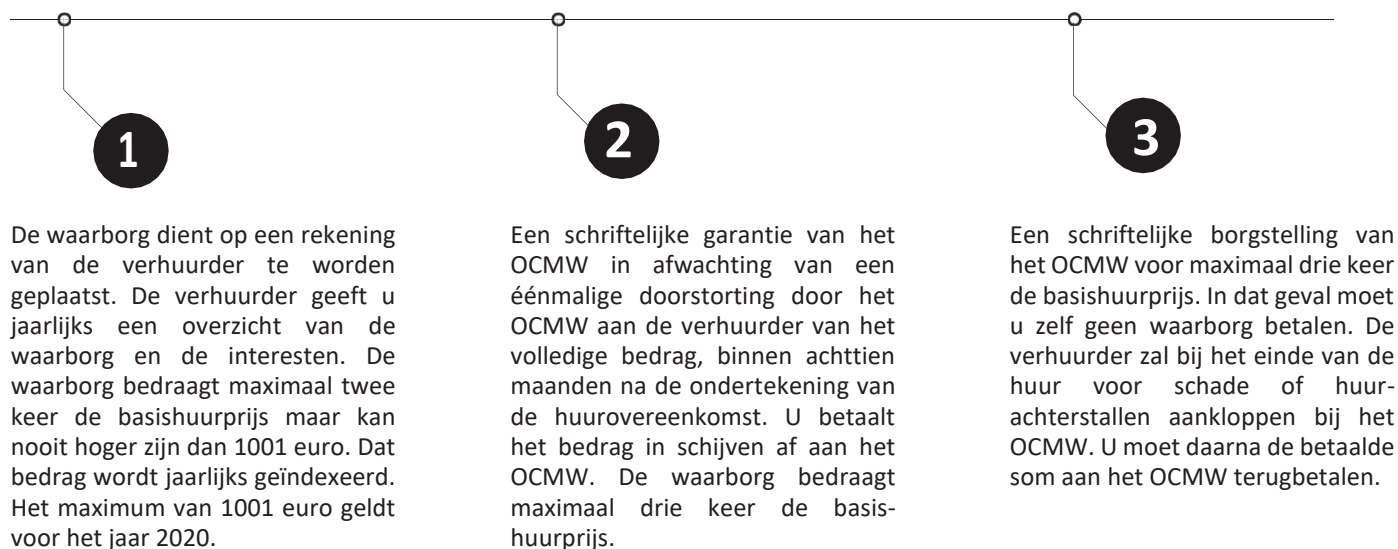 1
De waarborg dient op een rekening
van de verhuurder te worden
geplaatst. De verhuurder geeft u
jaarlijks een overzicht van de
waarborg en de interesten. De
waarborg bedraagt maximaal twee
keer de basishuurprijs maar kan
nooit hoger zijn dan 1001 euro. Dat
bedrag wordt jaarlijks geïndexeerd.
Het maximum van 1001 euro geldt
voor het jaar 2020.
2
Een schriftelijke garantie van het
OCMW in afwachting van een
éénmalige doorstorting door het
OCMW aan de verhuurder van het
volledige bedrag, binnen achttien
maanden na de ondertekening van
de huurovereenkomst. U betaalt
het bedrag in schijven af aan het
OCMW. De waarborg bedraagt
maximaal drie keer de basis-
huurprijs.
3
Een schriftelijke borgstelling van
het OCMW voor maximaal drie keer
de basishuurprijs. In dat geval moet
u zelf geen waarborg betalen. De
verhuurder zal bij het einde van de
huur voor schade of huur-
achterstallen aankloppen bij het
OCMW. U moet daarna de betaalde
som aan het OCMW terugbetalen.